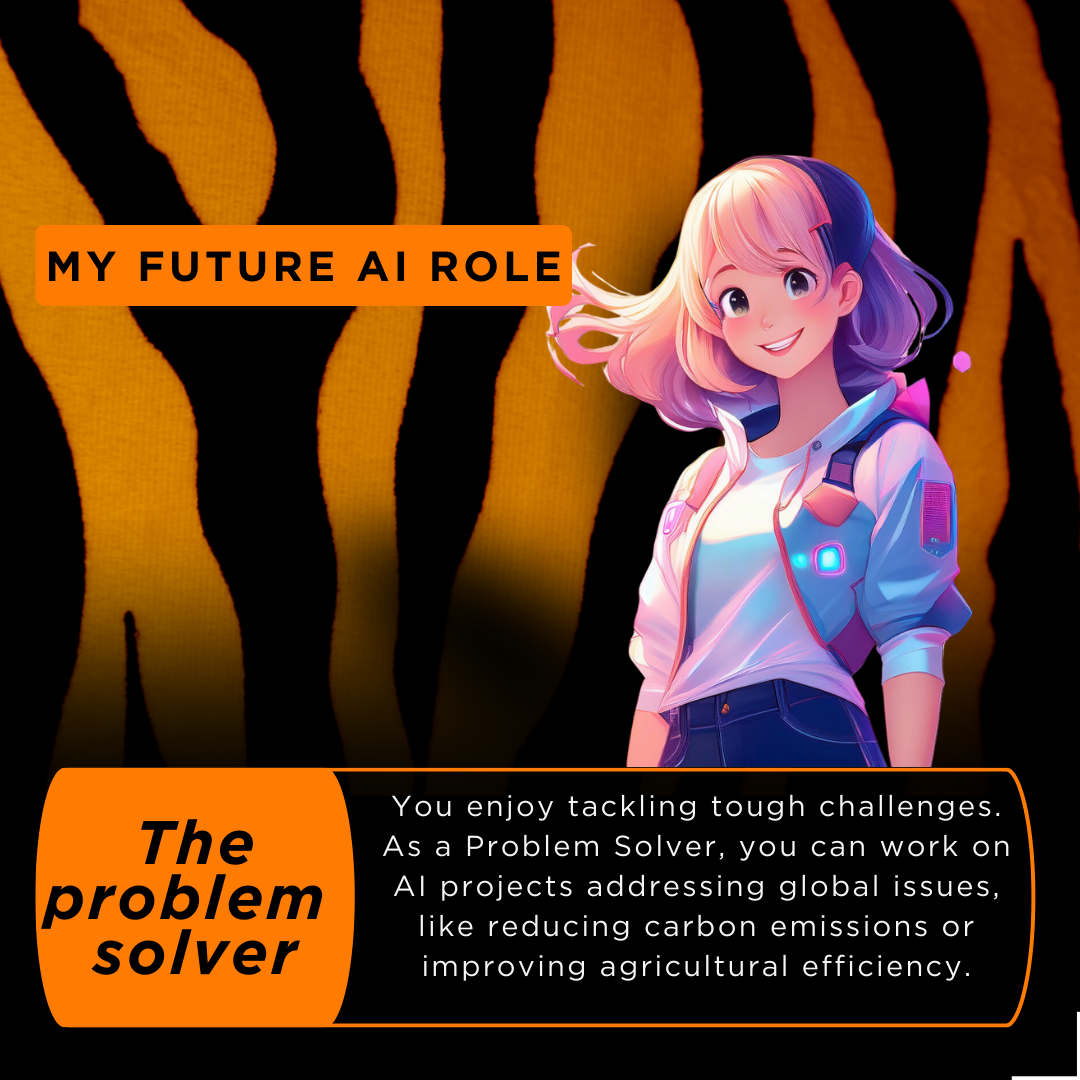 MY FUTURE AI ROLE
The
problem
solver
You enjoy tackling tough challenges.
As a Problem Solver, you can work on
AI projects addressing global issues,
like reducing carbon emissions or
improving agricultural efficiency.